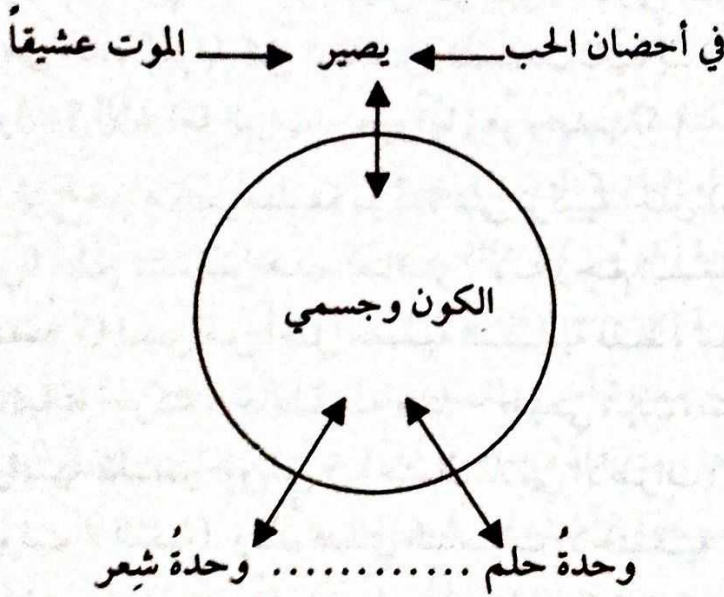 في أحضان الحب يصير الموت عشيقاً
الكون وجسمي
وحدةُ حلم ............ وحدةُ شِعر